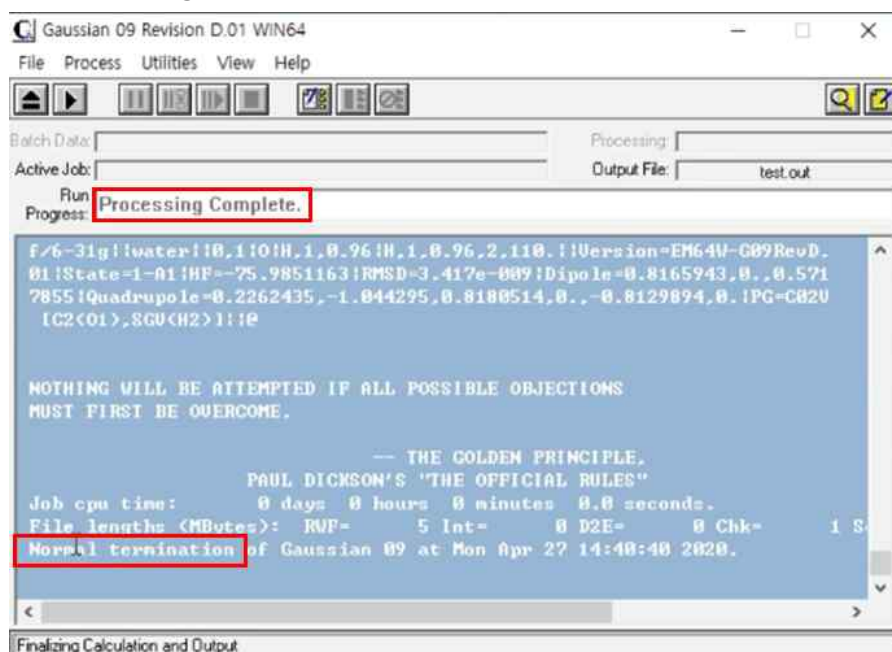 Gaussian 09 Revision D.01 WIN64
File Process Utilities View Help
Batch Data: Processing:
Active Job: Output File: test.out
Run Progress: Processing Complete.
f/6-31g||water||0,1|O|H,1,0.96|H,1,0.96,2,110.||Version=EM64W-G09RevD.
01|State=1-A1|HF=-75.9851163|RMSD=3.417e-009|Dipole=0.8165943,0.,0.571
7855|Quadrupole=0.2262435,-1.044295,0.8180514,0.,-0.8129894,0.|PG=C02V
[C2(O1),SGV(H2)]||@
NOTHING WILL BE ATTEMPTED IF ALL POSSIBLE OBJECTIONS
MUST FIRST BE OVERCOME.
-- THE GOLDEN PRINCIPLE,
PAUL DICKSON'S "THE OFFICIAL RULES"
Job cpu time: 0 days 0 hours 0 minutes 0.0 seconds.
File lengths (MBytes): RWF= 5 Int= 0 D2E= 0 Chk= 1 S
Normal termination of Gaussian 09 at Mon Apr 27 14:40:40 2020.
Finalizing Calculation and Output